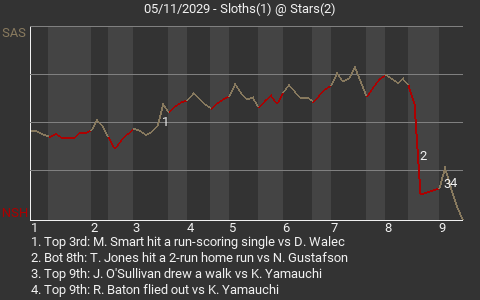 05/11/2029 - Sloths(1) @ Stars(2)
SAS
1
2
34
NSH
1 2 3 4 5 6 7 8 9
1. Top 3rd: M. Smart hit a run-scoring single vs D. Walec
2. Bot 8th: T. Jones hit a 2-run home run vs N. Gustafson
3. Top 9th: J. O'Sullivan drew a walk vs K. Yamauchi
4. Top 9th: R. Baton flied out vs K. Yamauchi